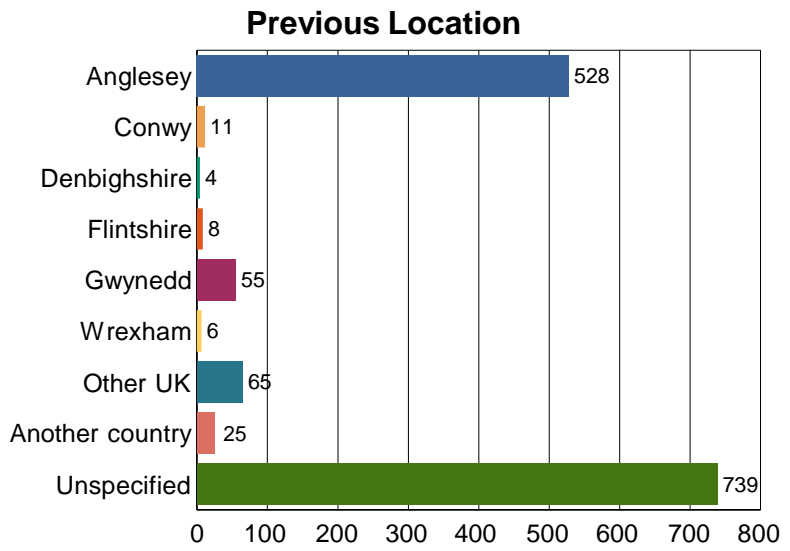 Previous Location
Anglesey 528
Conwy 11
Denbighshire 4
Flintshire 8
Gwynedd 55
Wrexham 6
Other UK 65
Another country 25
Unspecified 739
0 100 200 300 400 500 600 700 800